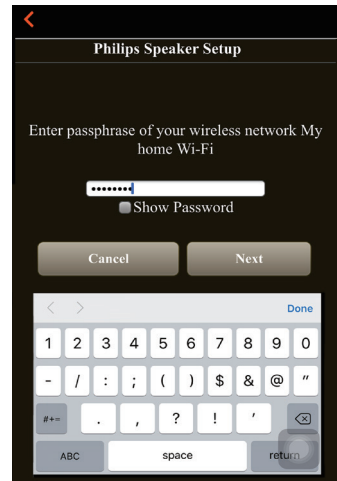 Philips Speaker Setup
Enter passphrase of your wireless network My
home Wi-Fi
••••••••
Show Password
Cancel Next
Done
1 2 3 4 5 6 7 8 9 0
- / : ; ( ) $ & @ "
#+= . , ? ! '
ABC space return